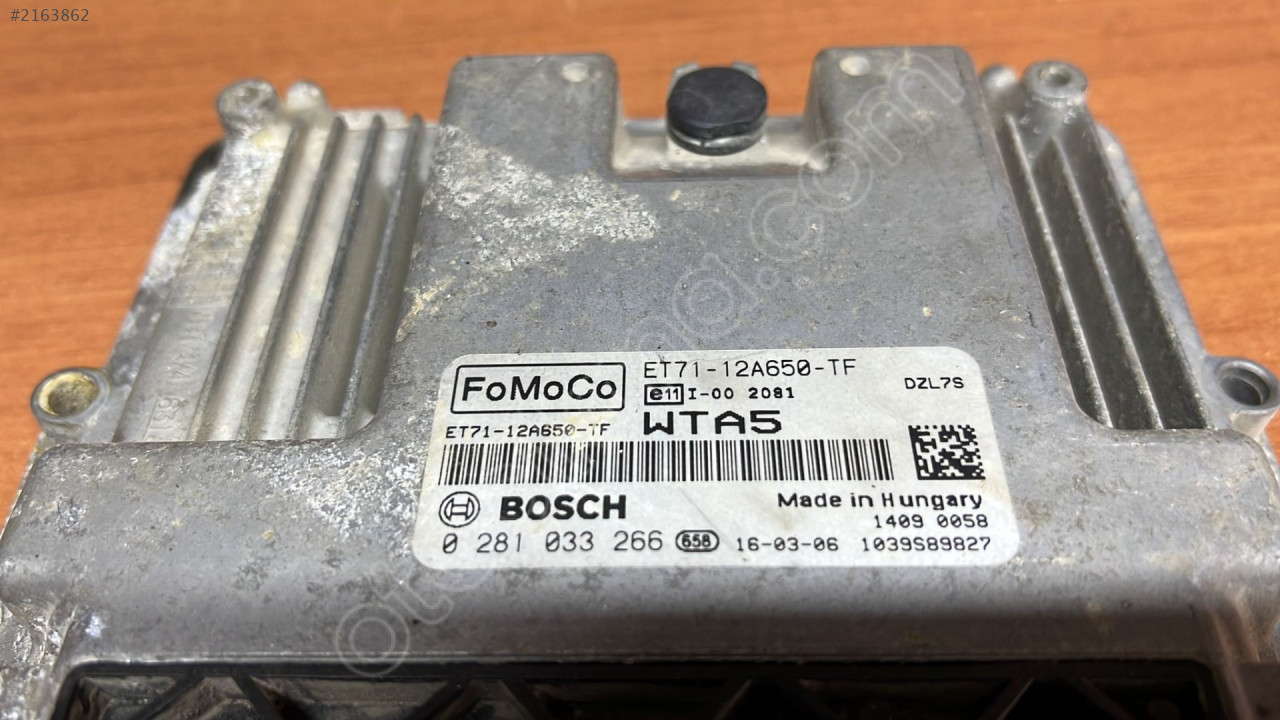 #2163862
FoMoCo
ET71-12A650-TF
e11 I-00 2081
DZL7S
ET71-12A650-TF
WTA5
BOSCH
Made in Hungary
1409 0058
0 281 033 266 658 16-03-06 1039S89827